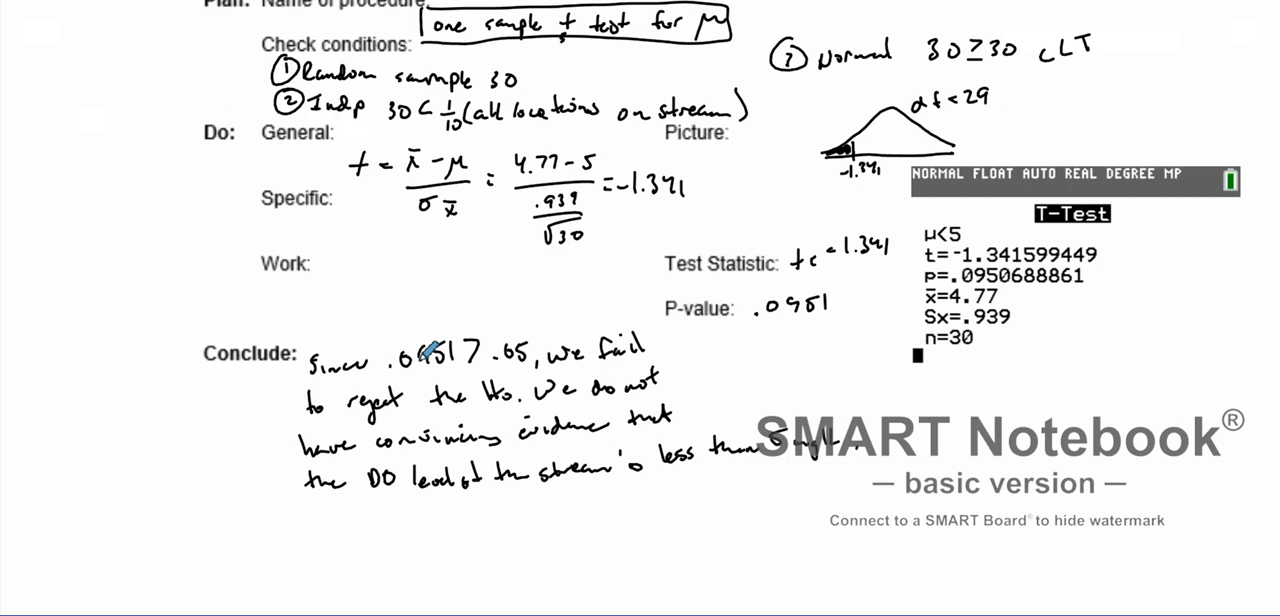 Plan: Name of procedure:
one sample t test for μ
Check conditions:
① Random sample 30
② Indp 30 < 1/10 (all locations on stream)
③ Normal 30 ≥ 30 CLT
Do: General:
t = x̄ - μ / σ x̄ = 4.77 - 5 / .939 / √30 = -1.341
Specific:
Work:
Picture:
df = 29
-1.341
Test Statistic: t = -1.341
P-value: .0951
NORMAL FLOAT AUTO REAL DEGREE MP
T-Test
μ<5
t=-1.341599449
p=.0950688861
x̄=4.77
Sx=.939
n=30
Conclude: Since .0951 > .05, we fail
to reject the Ho. We do not
have convincing evidence that
the DO level of the stream is less than 5
SMART Notebook®
— basic version —
Connect to a SMART Board® to hide watermark